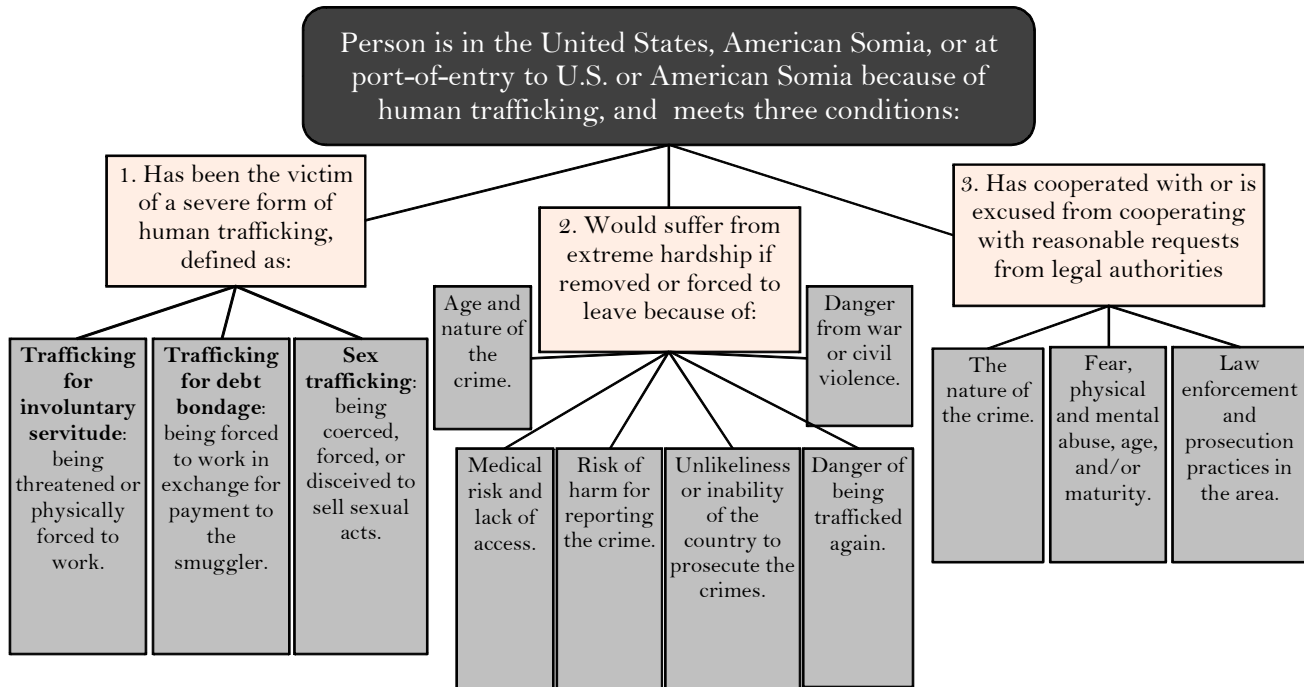 Person is in the United States, American Somia, or at
port-of-entry to U.S. or American Somia because of
human trafficking, and meets three conditions:
1. Has been the victim
of a severe form of
human trafficking,
defined as:
Trafficking
for
involuntary
servitude:
being
threatened or
physically
forced to
work.
Trafficking
for debt
bondage:
being forced
to work in
exchange for
payment to
the
smuggler.
Sex
trafficking:
being
coerced,
forced, or
disceived to
sell sexual
acts.
2. Would suffer from
extreme hardship if
removed or forced to
leave because of:
Age and
nature of
the
crime.
Medical
risk and
lack of
access.
Risk of
harm for
reporting
the crime.
Unlikeliness
or inability
of the
country to
prosecute the
crimes.
Danger of
being
trafficked
again.
Danger
from war
or civil
violence.
3. Has cooperated with or is
excused from cooperating
with reasonable requests
from legal authorities
The
nature of
the crime.
Fear,
physical
and mental
abuse, age,
and/or
maturity.
Law
enforcement
and
prosecution
practices in
the area.